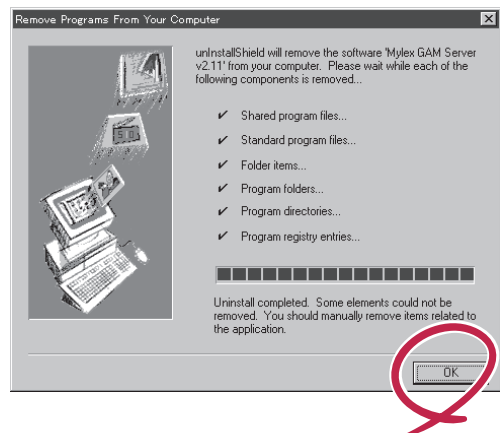 Remove Programs From Your Computer
unInstallShield will remove the software 'Mylex GAM Server
v2.11' from your computer. Please wait while each of the
following components is removed...
✔ Shared program files...
✔ Standard program files...
✔ Folder items...
✔ Program folders...
✔ Program directories...
✔ Program registry entries...
Uninstall completed. Some elements could not be
removed. You should manually remove items related to
the application.
OK